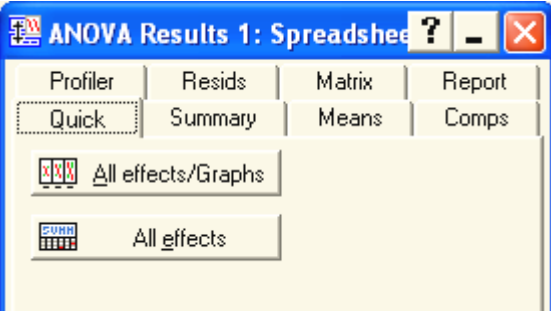 ANOVA Results 1: Spreadshee
Profiler Resids Matrix Report
Quick Summary Means Comps
All effects/Graphs
All effects